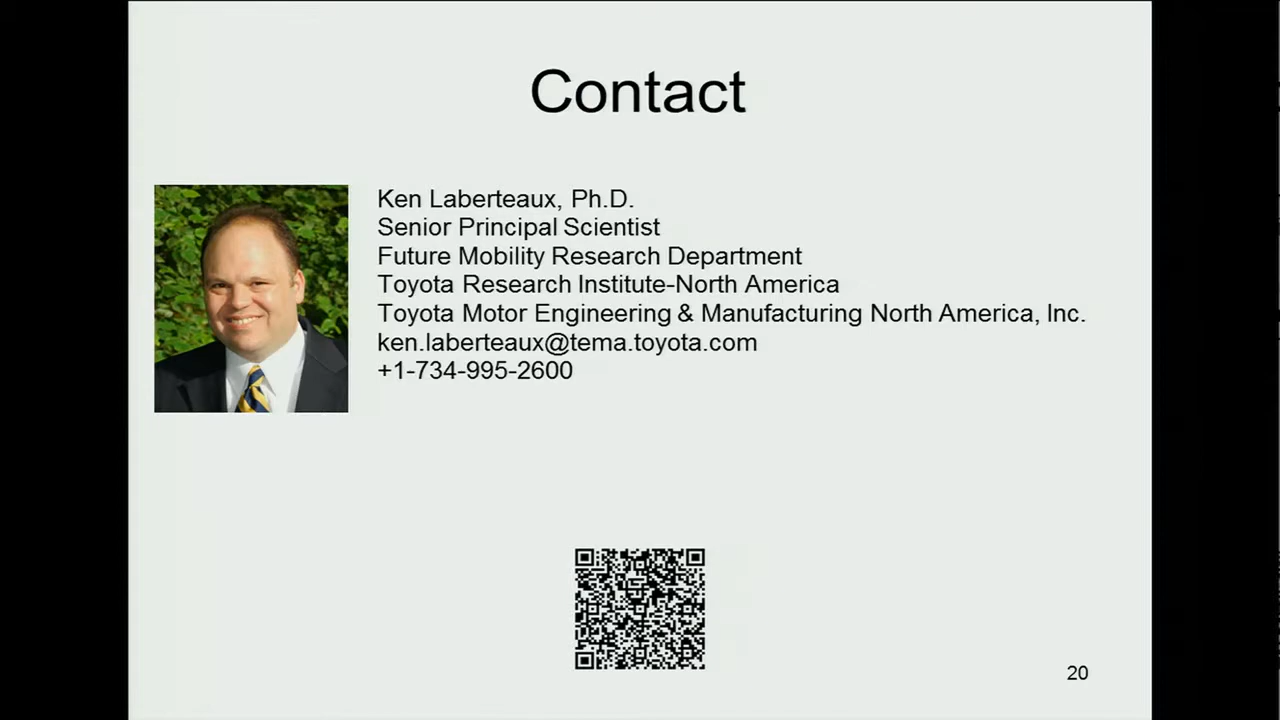 Contact
Ken Laberteaux, Ph.D.
Senior Principal Scientist
Future Mobility Research Department
Toyota Research Institute-North America
Toyota Motor Engineering & Manufacturing North America, Inc.
ken.laberteaux@tema.toyota.com
+1-734-995-2600
20